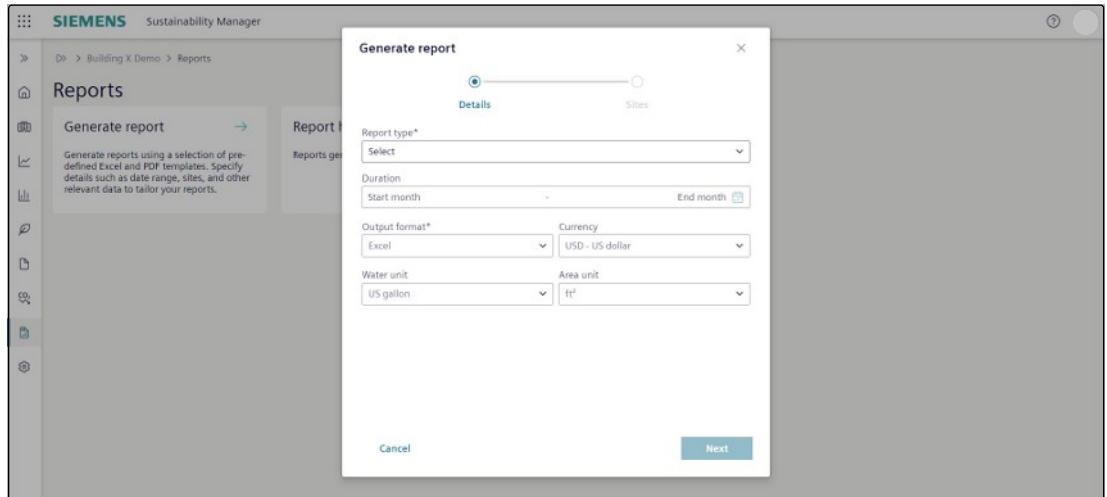 SIEMENS Sustainability Manager
> Building X Demo > Reports
Reports
Generate report
Generate reports using a selection of pre-
defined Excel and PDF templates. Specify
details such as date range, sites, and other
relevant data to tailor your reports.
Report
Reports
Generate report
Details
Sites
Report type*
Select
Duration
Start month - End month
Output format*
Currency
Excel
USD - US dollar
Water unit
Area unit
US gallon
ft²
Cancel
Next